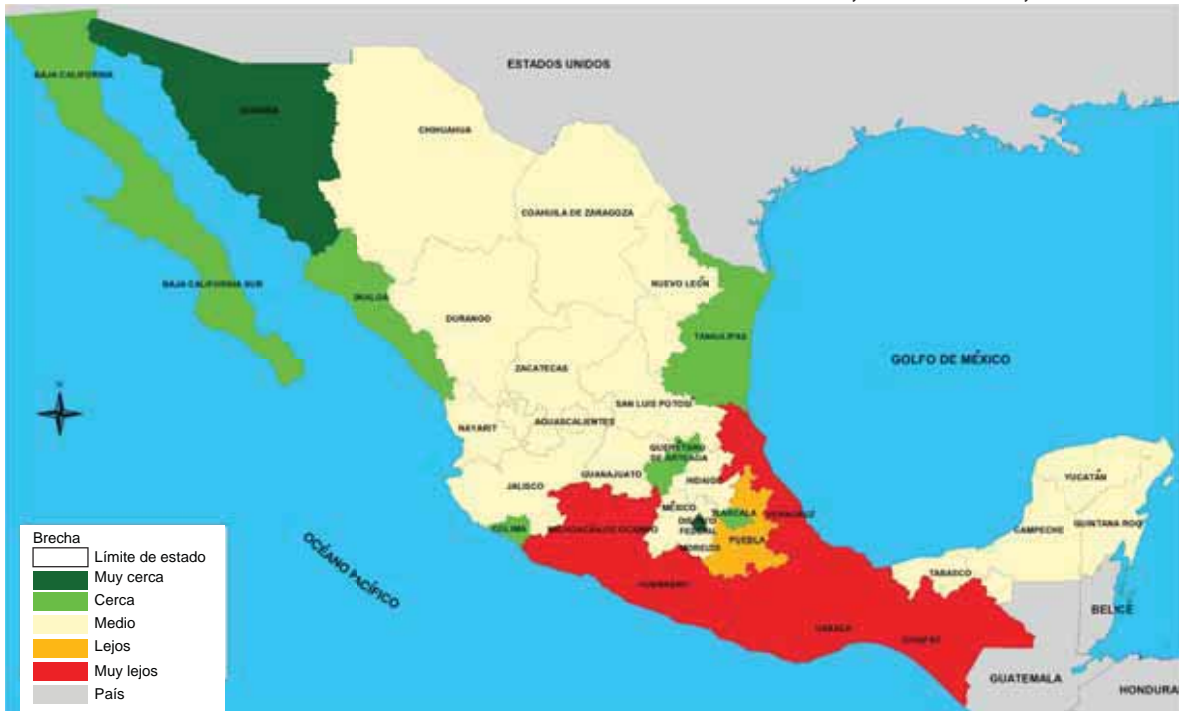 ESTADOS UNIDOS
BAJA CALIFORNIA
SONORA
CHIHUAHUA
COAHUILA DE ZARAGOZA
BAJA CALIFORNIA SUR
SINALOA
NUEVO LEÓN
DURANGO
TAMULIPAS
ZACATECAS
GOLFO DE MÉXICO
SAN LUIS POTOSÍ
N
NAYARIT
AGUASCALIENTES
QUERÉTARO
DE ARTEAGA
GUANAJUATO
HIDALGO
YUCATÁN
JALISCO
MÉXICO
TLAXCALA
VERACRUZ
COLIMA
MICHOACÁN DE OCAMPO
DISTRITO
FEDERAL
CAMPECHE
QUINTANA ROO
PUEBLA
MORELOS
OCÉANO PACÍFICO
TABASCO
GUERRERO
BELICE
OAXACA
CHIAPAS
GUATEMALA
HONDURA
Brecha
Límite de estado
Muy cerca
Cerca
Medio
Lejos
Muy lejos
País